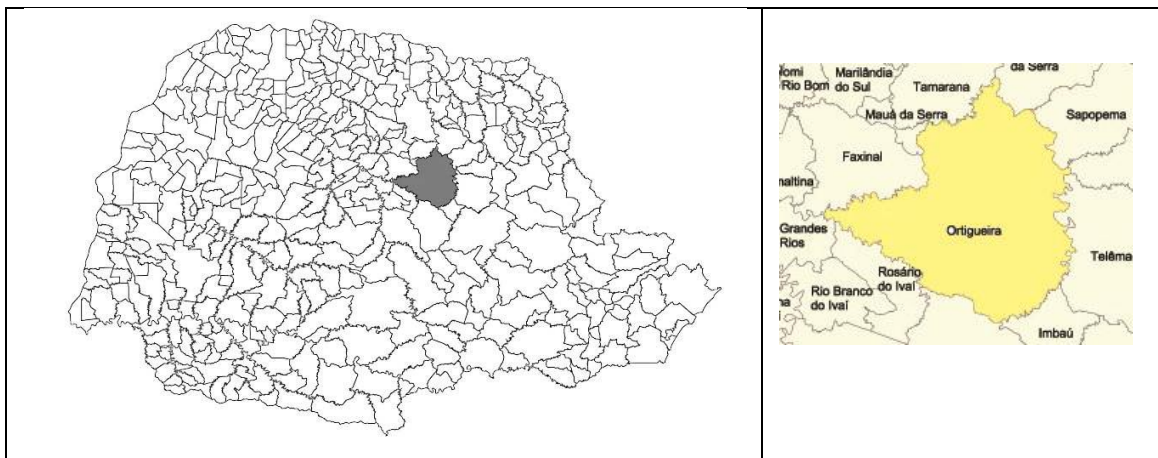 da Serra
Marilândia
do Sul
Rio Bom
Tamarana
Mauá da Serra
Sapopema
Faxinal
Ortigueira
Grandes
Rios
Rosário
do Ivaí
Rio Branco
do Ivaí
Telêma
Imbaú